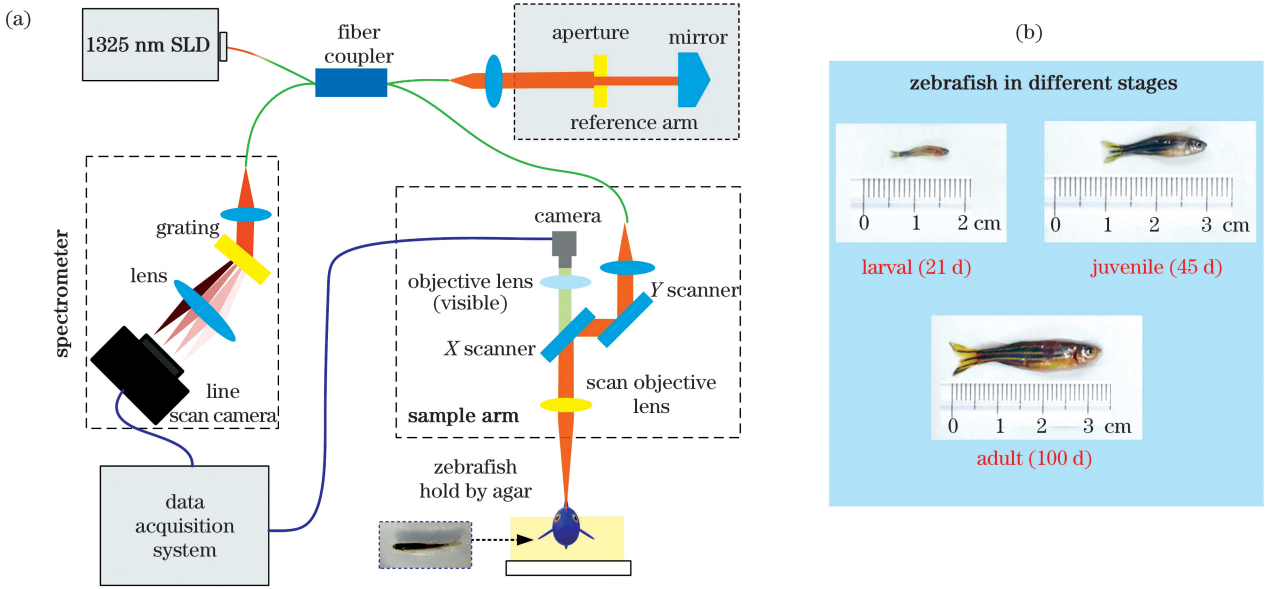 (a)
1325 nm SLD
fiber
coupler
aperture
mirror
reference arm
spectrometer
grating
lens
line
scan camera
camera
objective lens
(visible)
Y scanner
X scanner
scan objective
lens
sample arm
data
acquisition
system
zebrafish
hold by agar
(b)
zebrafish in different stages
0 1 2 cm
larval (21 d)
0 1 2 3 cm
juvenile (45 d)
0 1 2 3 cm
adult (100 d)